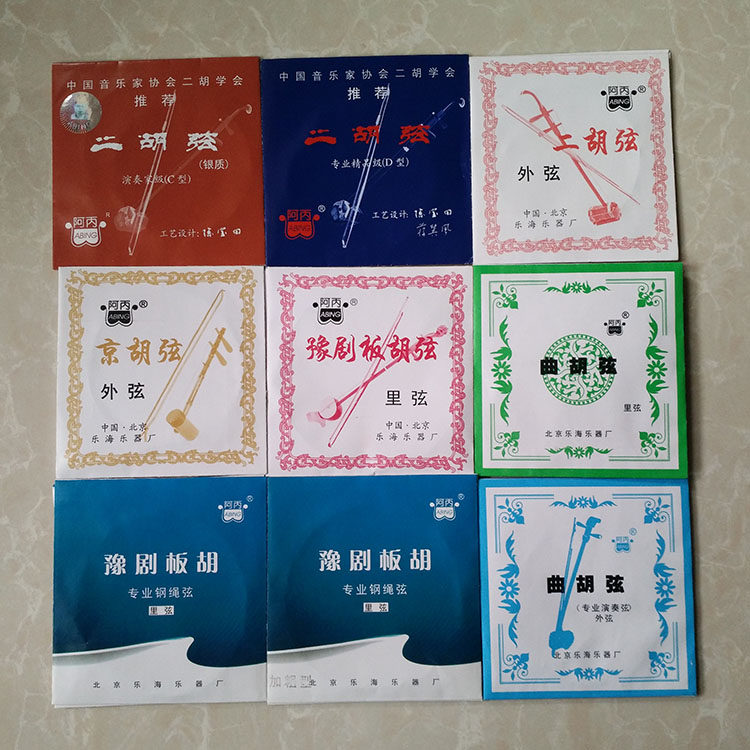 中国音乐家协会二胡学会
推荐
二胡弦
(银质)
演奏家级(C型)
阿丙
ABING
R
工艺设计:
中国音乐家协会二胡学会
推荐
二胡弦
专业精品级(D型)
阿丙
ABING
工艺设计:
阿丙
ABING
®
二胡弦
外弦
中国·北京
乐海乐器厂
阿丙
ABING
®
京胡弦
外弦
中国·北京
乐海乐器厂
阿丙
ABING
®
豫剧板胡弦
里弦
中国·北京
乐海乐器厂
阿丙
ABING
®
曲胡弦
里弦
北京乐海乐器厂
阿丙
ABING
®
豫剧板胡
专业钢绳弦
里弦
北京乐海乐器厂
阿丙
ABING
®
豫剧板胡
专业钢绳弦
里弦
加粗型
北京乐海乐器厂
阿丙
ABING
®
曲胡弦
(专业演奏弦)
外弦
北京乐海乐器厂